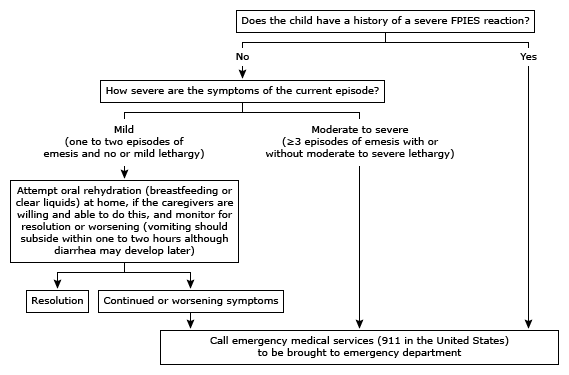 Does the child have a history of a severe FPIES reaction?
No
Yes
How severe are the symptoms of the current episode?
Mild
(one to two episodes of
emesis and no or mild lethargy)
Moderate to severe
(≥3 episodes of emesis with or
without moderate to severe lethargy)
Attempt oral rehydration (breastfeeding or
clear liquids) at home, if the caregivers are
willing and able to do this, and monitor for
resolution or worsening (vomiting should
subside within one to two hours although
diarrhea may develop later)
Resolution
Continued or worsening symptoms
Call emergency medical services (911 in the United States)
to be brought to emergency department